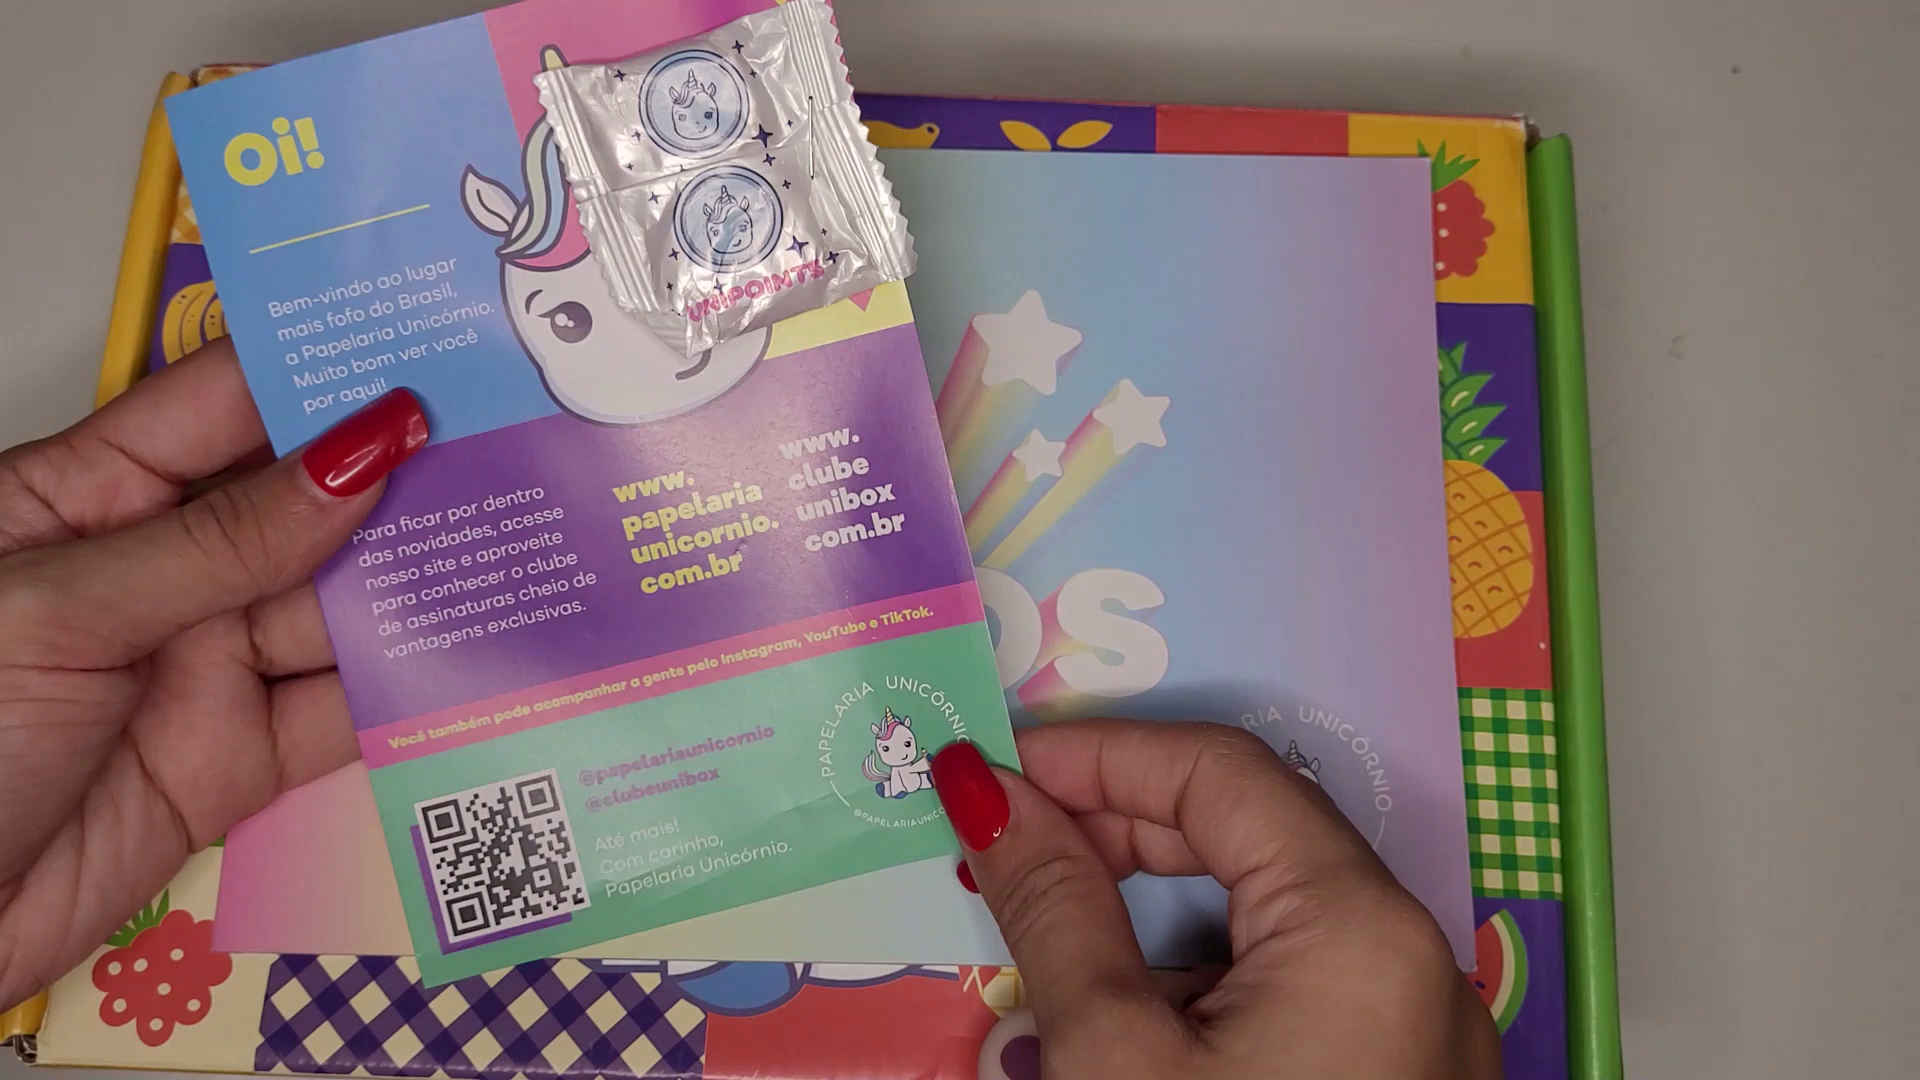 Oi!
Bem-vindo ao lugar
mais fofo do Brasil,
a Papelaria Unicórnio.
Muito bom ver você
por aqui!
UNIPOINTS
Para ficar por dentro
das novidades, acesse
nosso site e aproveite
para conhecer o clube
de assinaturas cheio de
vantagens exclusivas.
www.
papelaria
unicornio.
com.br
www.
clube
unibox
com.br
Você também pode acompanhar a gente pelo Instagram, YouTube e TikTok.
@papelariaunicornio
@clubeunibox
Até mais!
Com carinho,
Papelaria Unicórnio.
PAPELARIA UNICÓRNIO
OS
UNICÓRNIO